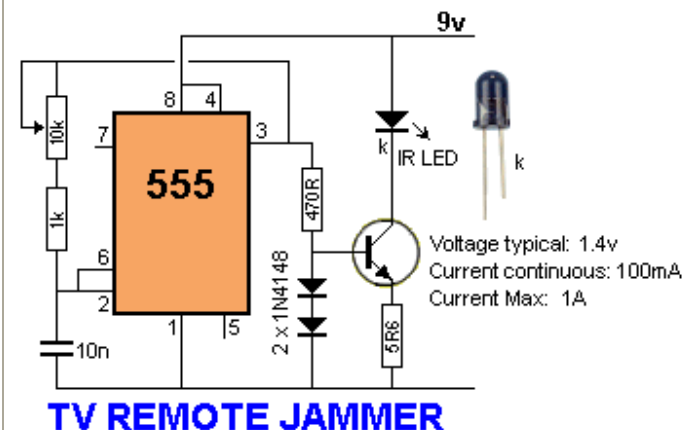 9v
8
4
10k
7
3
k
IR LED
k
555
470R
1k
Voltage typical: 1.4v
Current continuous: 100mA
Current Max: 1A
6
2
2 x 1N4148
1
5
5R6
10n
TV REMOTE JAMMER